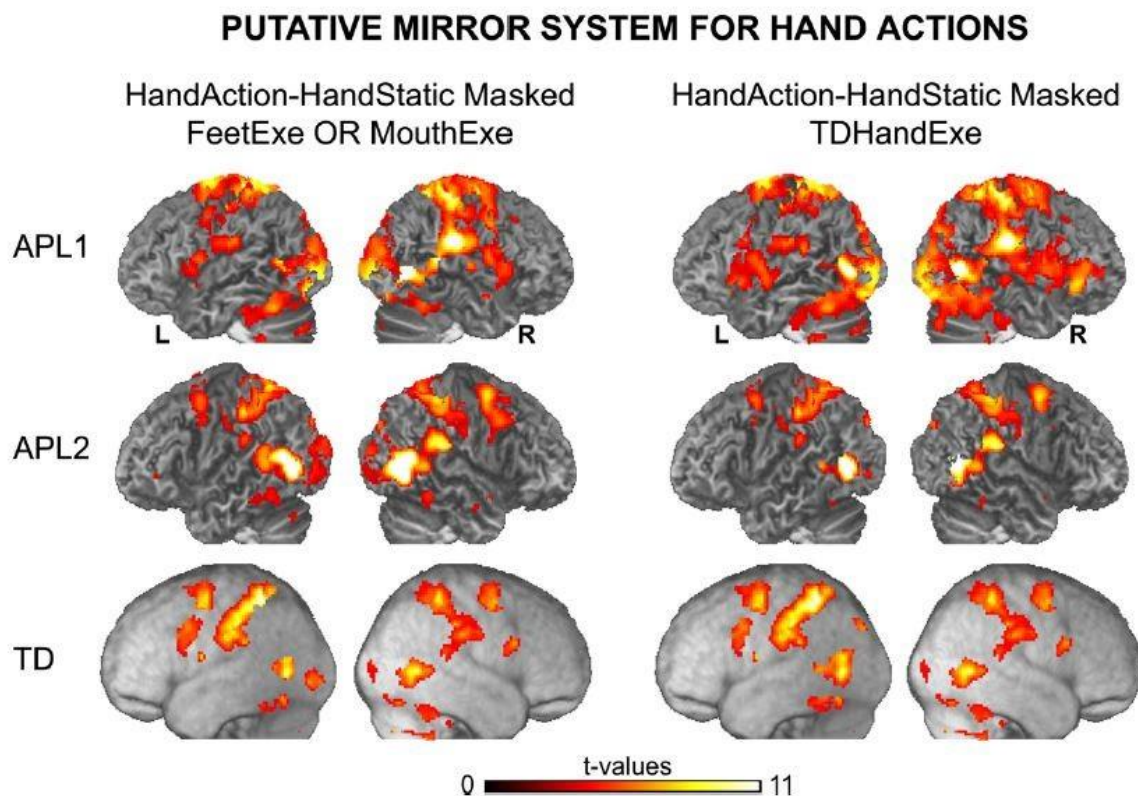 PUTATIVE MIRROR SYSTEM FOR HAND ACTIONS
HandAction-HandStatic Masked
FeetExe OR MouthExe
HandAction-HandStatic Masked
TDHandExe
APL1
L
R
L
R
APL2
TD
t-values
0
11